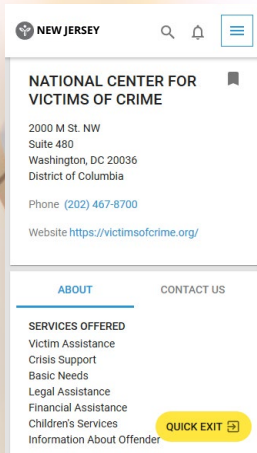 NEW JERSEY
NATIONAL CENTER FOR
VICTIMS OF CRIME
2000 M St. NW
Suite 480
Washington, DC 20036
District of Columbia
Phone (202) 467-8700
Website https://victimsofcrime.org/
ABOUT CONTACT US
SERVICES OFFERED
Victim Assistance
Crisis Support
Basic Needs
Legal Assistance
Financial Assistance
Children's Services
QUICK EXIT
Information About Offender